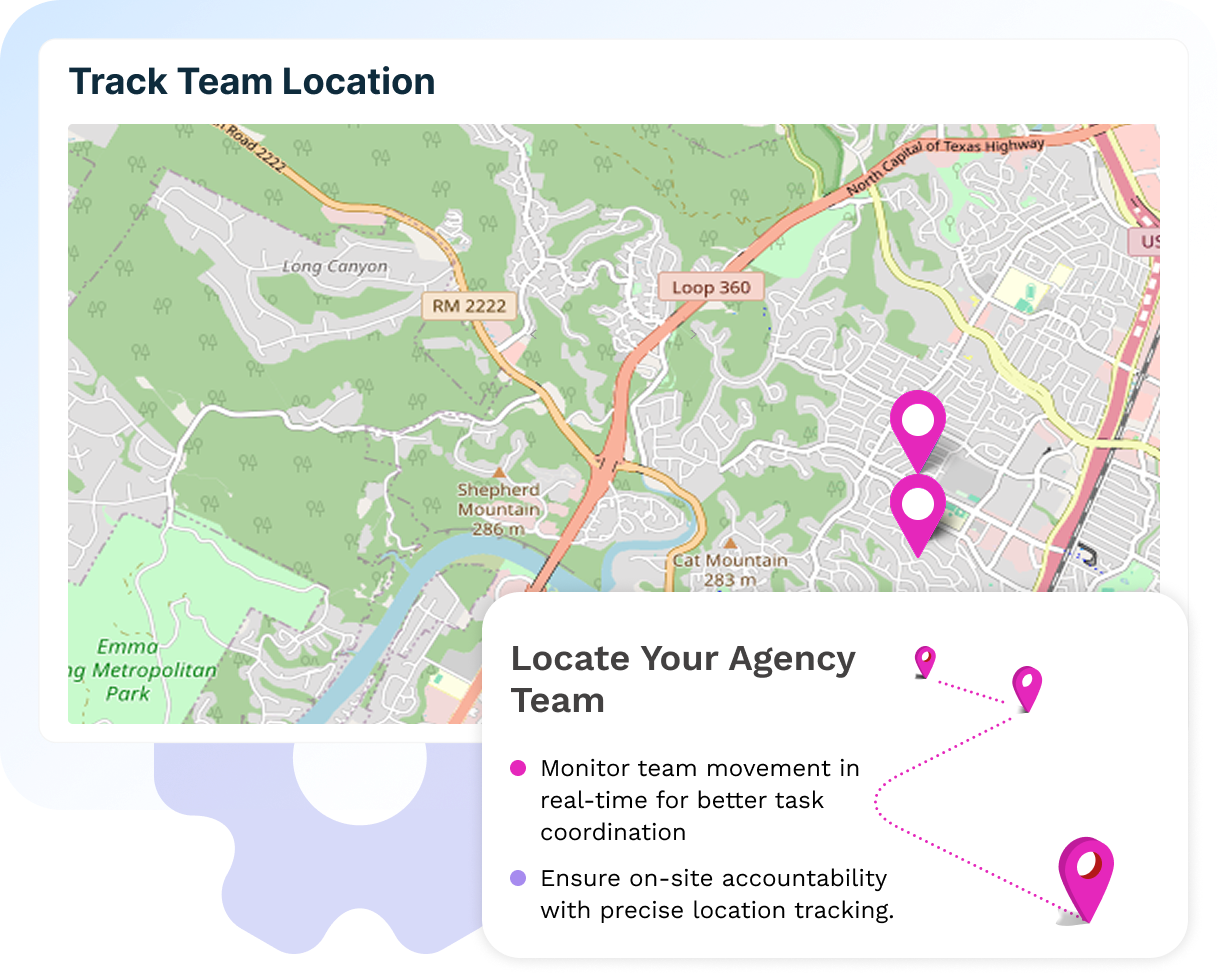 Track Team Location
Road 2222
North Capital of Texas Highway
US
Long Canyon
Loop 360
RM 2222
Shepherd
Mountain
286 m
Cat Mountain
283 m
Emma
ng Metropolitan
Park
Locate Your Agency
Team
Monitor team movement in
real-time for better task
coordination
Ensure on-site accountability
with precise location tracking.